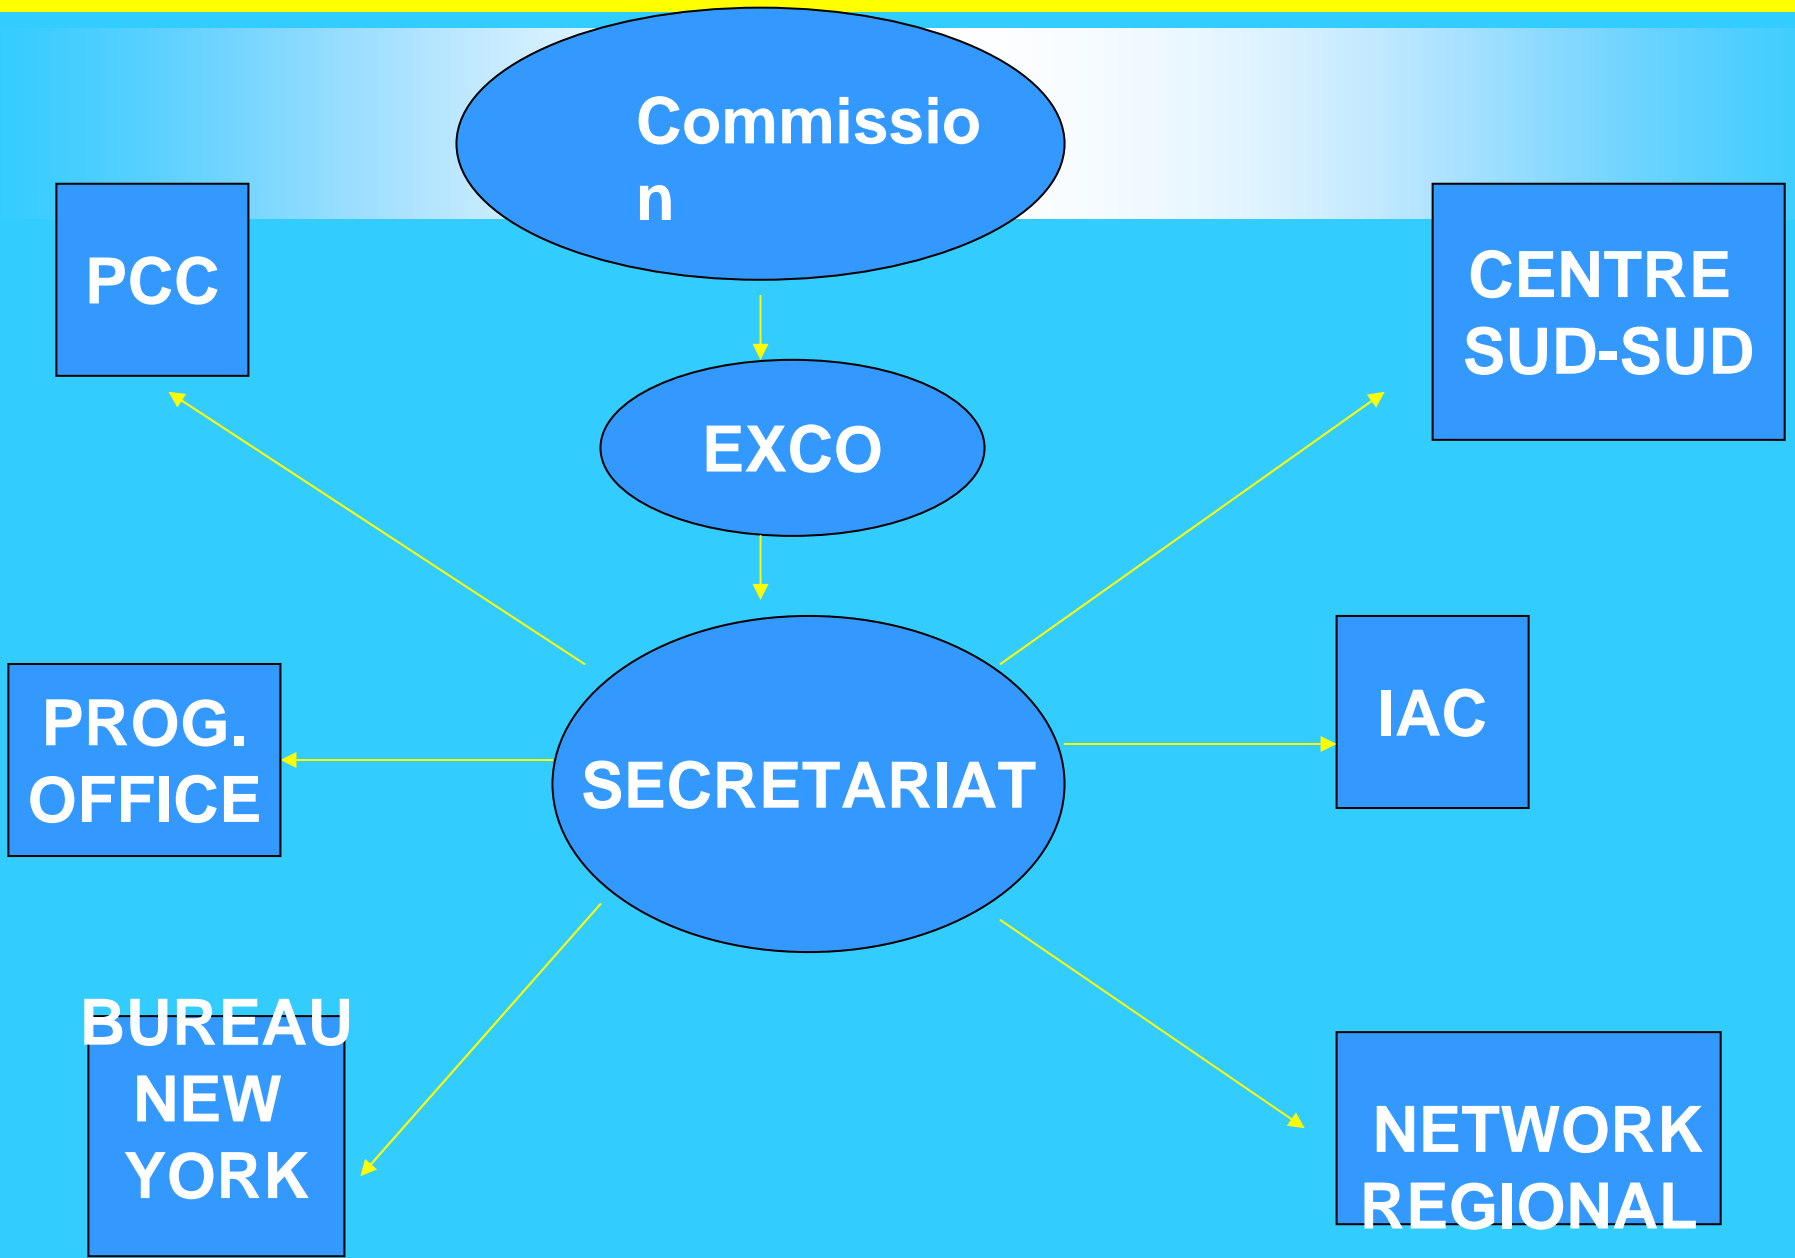 Commissio
n
PCC
CENTRE
SUD-SUD
EXCO
PROG.
OFFICE
SECRETARIAT
IAC
BUREAU
NEW
YORK
NETWORK
REGIONAL